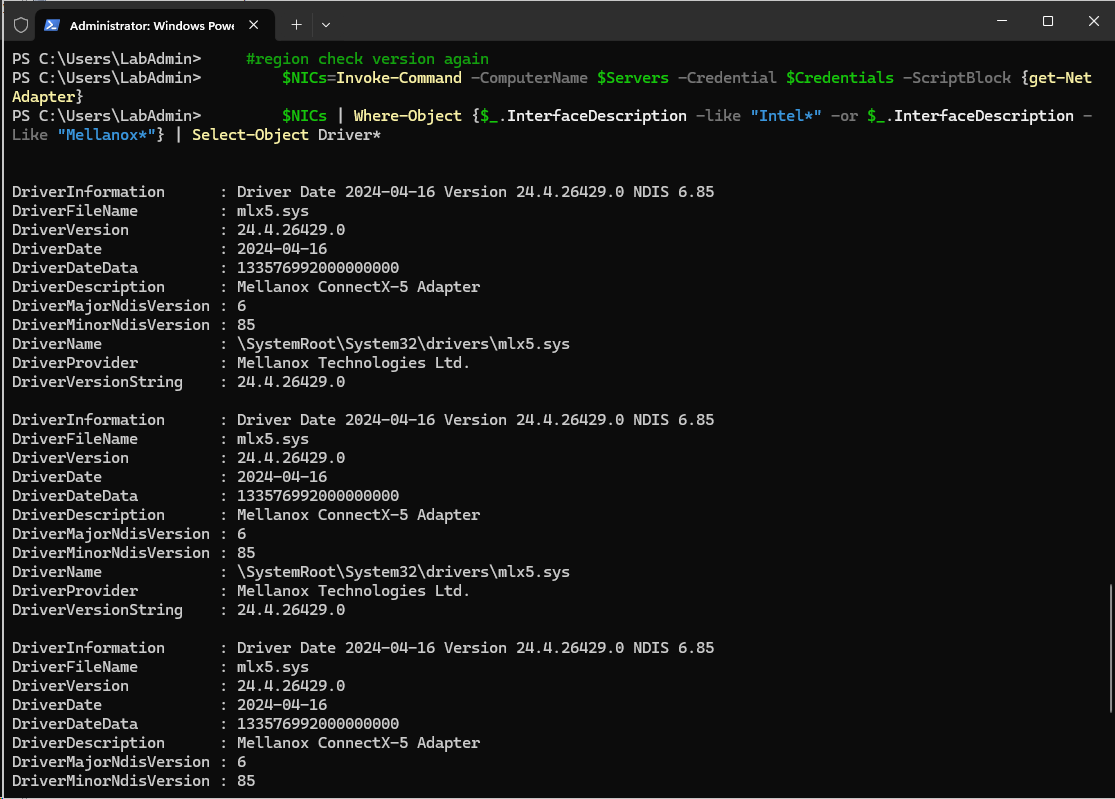 Administrator: Windows Powe
PS C:\Users\LabAdmin>     #region check version again
PS C:\Users\LabAdmin>         $NICs=Invoke-Command -ComputerName $Servers -Credential $Credentials -ScriptBlock {get-Net
Adapter}
PS C:\Users\LabAdmin>         $NICs | Where-Object {$_.InterfaceDescription -like "Intel*" -or $_.InterfaceDescription -
Like "Mellanox*"} | Select-Object Driver*
DriverInformation      : Driver Date 2024-04-16 Version 24.4.26429.0 NDIS 6.85
DriverFileName         : mlx5.sys
DriverVersion          : 24.4.26429.0
DriverDate             : 2024-04-16
DriverDateData         : 133576992000000000
DriverDescription      : Mellanox ConnectX-5 Adapter
DriverMajorNdisVersion : 6
DriverMinorNdisVersion : 85
DriverName             : \SystemRoot\System32\drivers\mlx5.sys
DriverProvider         : Mellanox Technologies Ltd.
DriverVersionString    : 24.4.26429.0
DriverInformation      : Driver Date 2024-04-16 Version 24.4.26429.0 NDIS 6.85
DriverFileName         : mlx5.sys
DriverVersion          : 24.4.26429.0
DriverDate             : 2024-04-16
DriverDateData         : 133576992000000000
DriverDescription      : Mellanox ConnectX-5 Adapter
DriverMajorNdisVersion : 6
DriverMinorNdisVersion : 85
DriverName             : \SystemRoot\System32\drivers\mlx5.sys
DriverProvider         : Mellanox Technologies Ltd.
DriverVersionString    : 24.4.26429.0
DriverInformation      : Driver Date 2024-04-16 Version 24.4.26429.0 NDIS 6.85
DriverFileName         : mlx5.sys
DriverVersion          : 24.4.26429.0
DriverDate             : 2024-04-16
DriverDateData         : 133576992000000000
DriverDescription      : Mellanox ConnectX-5 Adapter
DriverMajorNdisVersion : 6
DriverMinorNdisVersion : 85